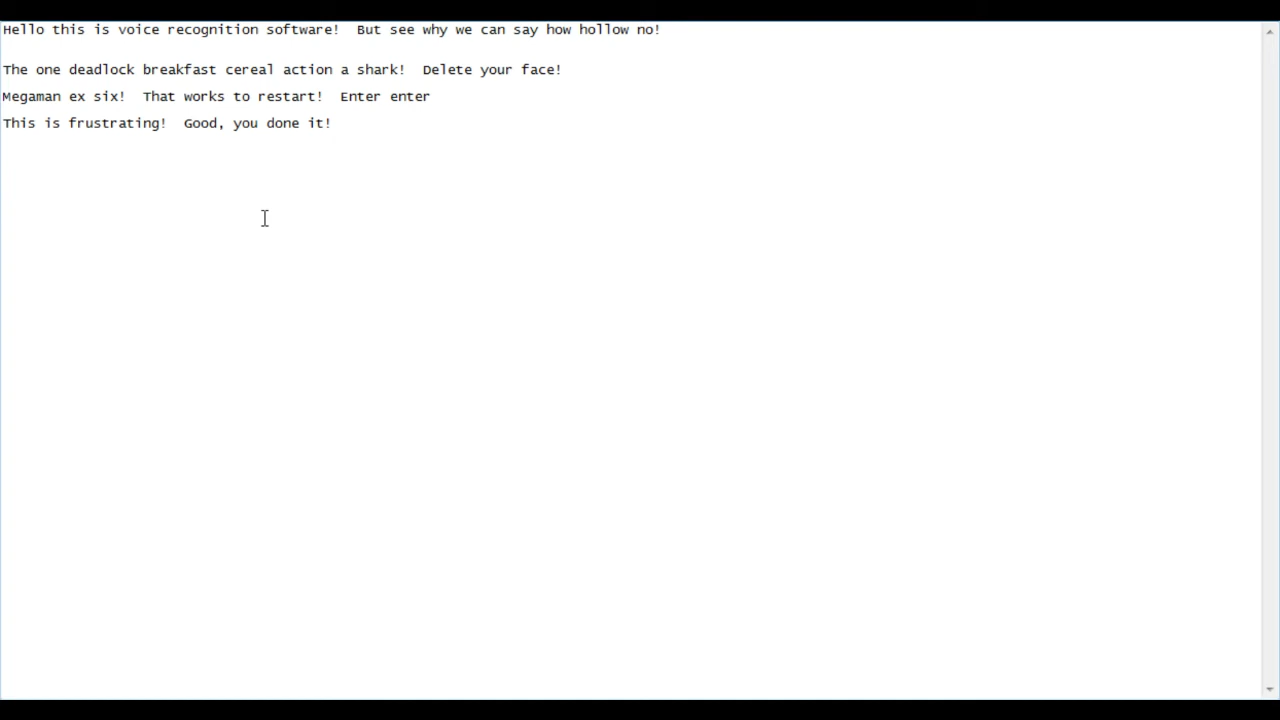 Hello this is voice recognition software!  But see why we can say how hollow no!
The one deadlock breakfast cereal action a shark!  Delete your face!
Megaman ex six!  That works to restart!  Enter enter
This is frustrating!  Good, you done it!